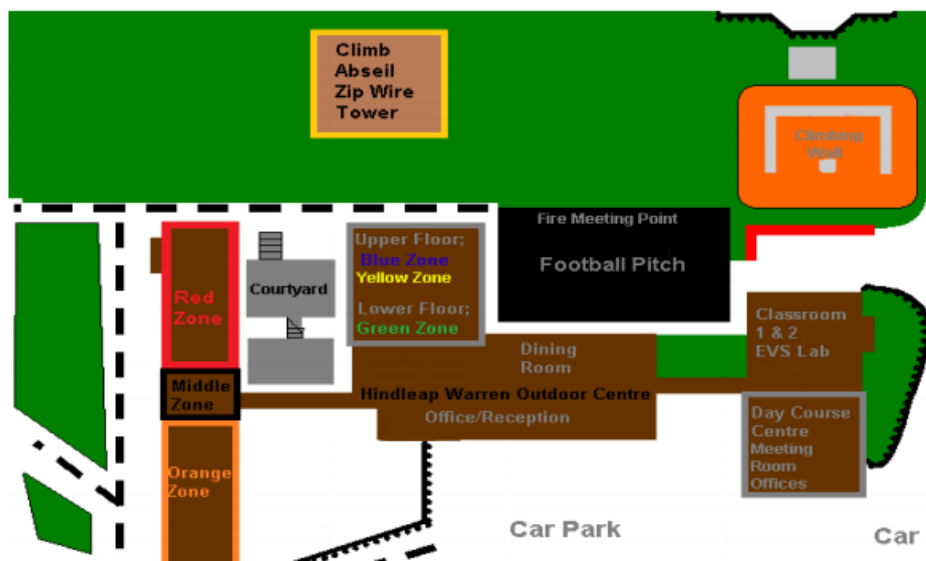 Climb
Abseil
Zip Wire
Tower
Climbing
Wall
Fire Meeting Point
Football Pitch
Upper Floor;
Blue Zone
Yellow Zone
Lower Floor;
Green Zone
Courtyard
Red
Zone
Middle
Zone
Orange
Zone
Dining
Room
Hindleap Warren Outdoor Centre
Office/Reception
Classroom
1 & 2
EVS Lab
Day Course
Centre
Meeting
Room
Offices
Car Park
Car